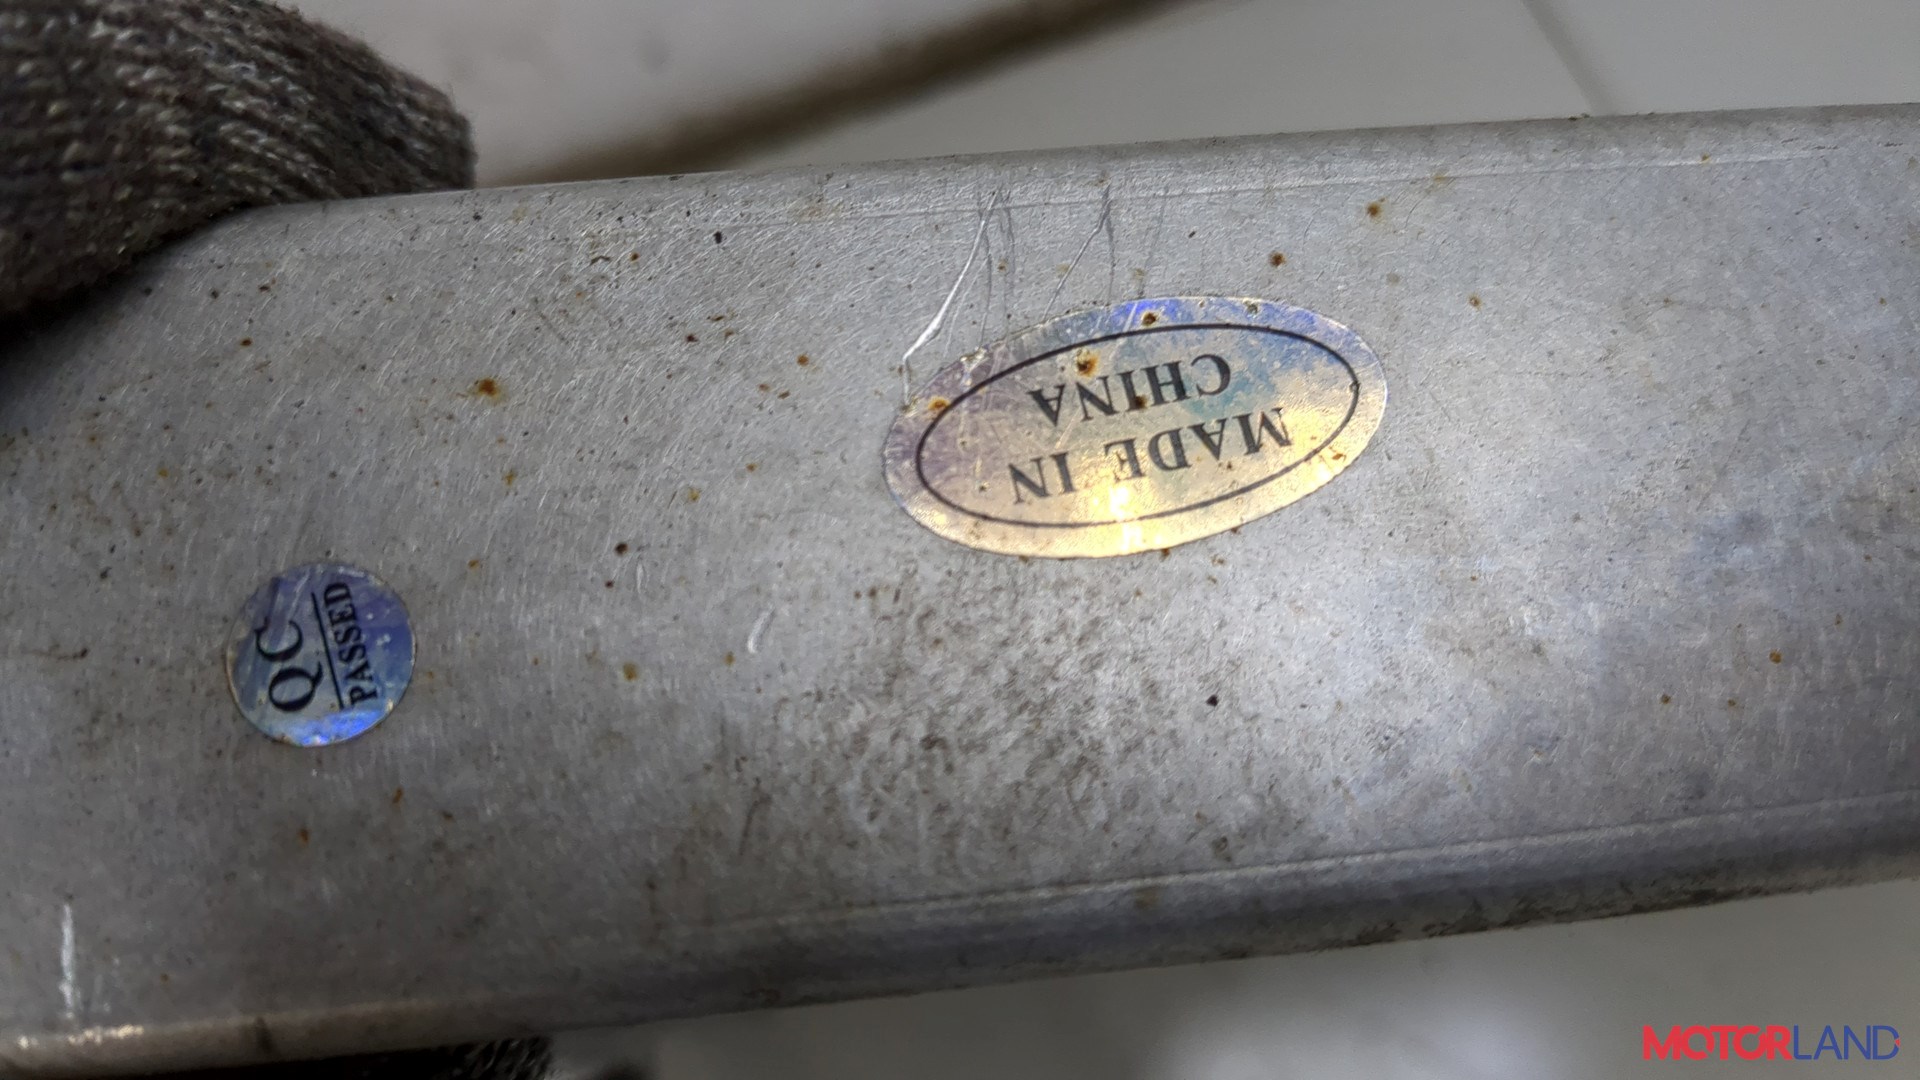 MADE IN
CHINA
QC
PASSED
MOTORLAND